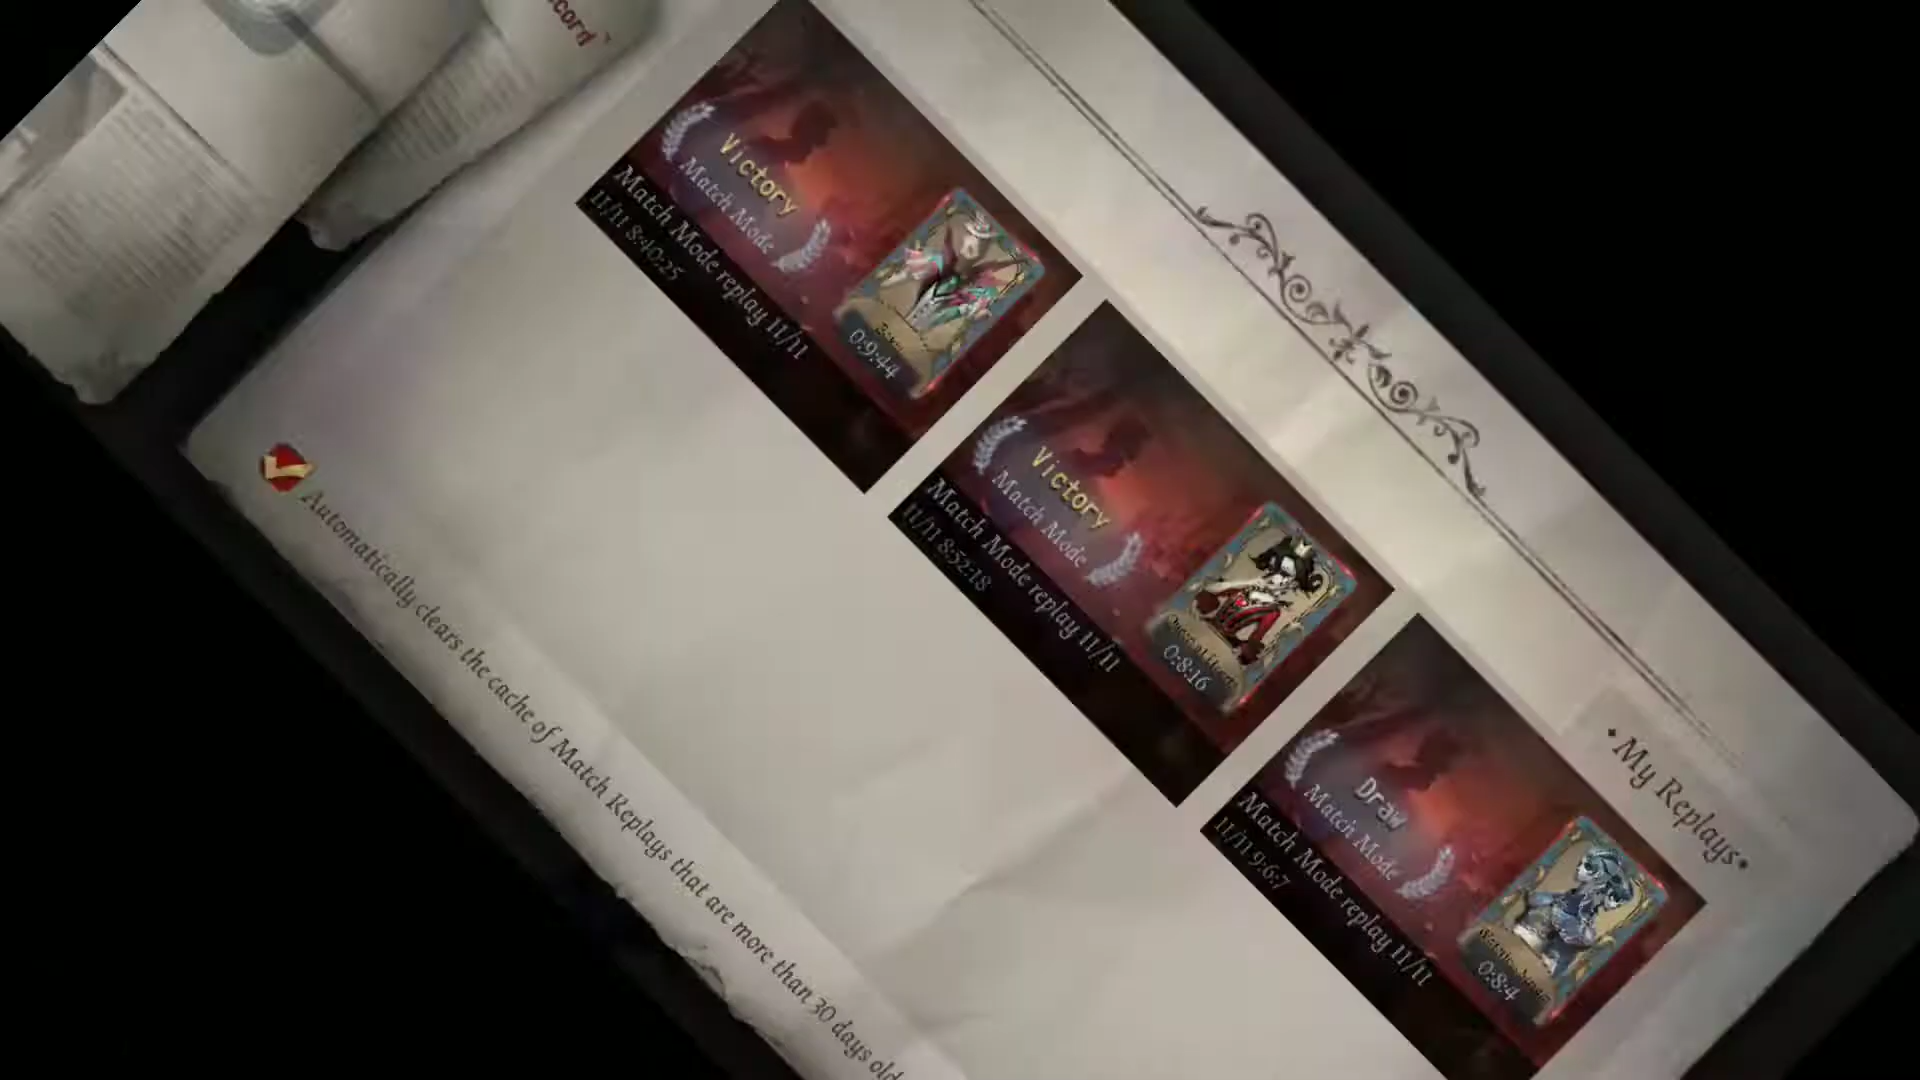 • My Replays •
Victory
Match Mode
Match Mode replay 11/11
11/11 8:40:25
0:9:44
Victory
Match Mode
Match Mode replay 11/11
11/11 8:52:18
0:8:16
Draw
Match Mode
Match Mode replay 11/11
11/11 9:6:7
0:8:4
Automatically clears the cache of Match Replays that are more than 30 days old